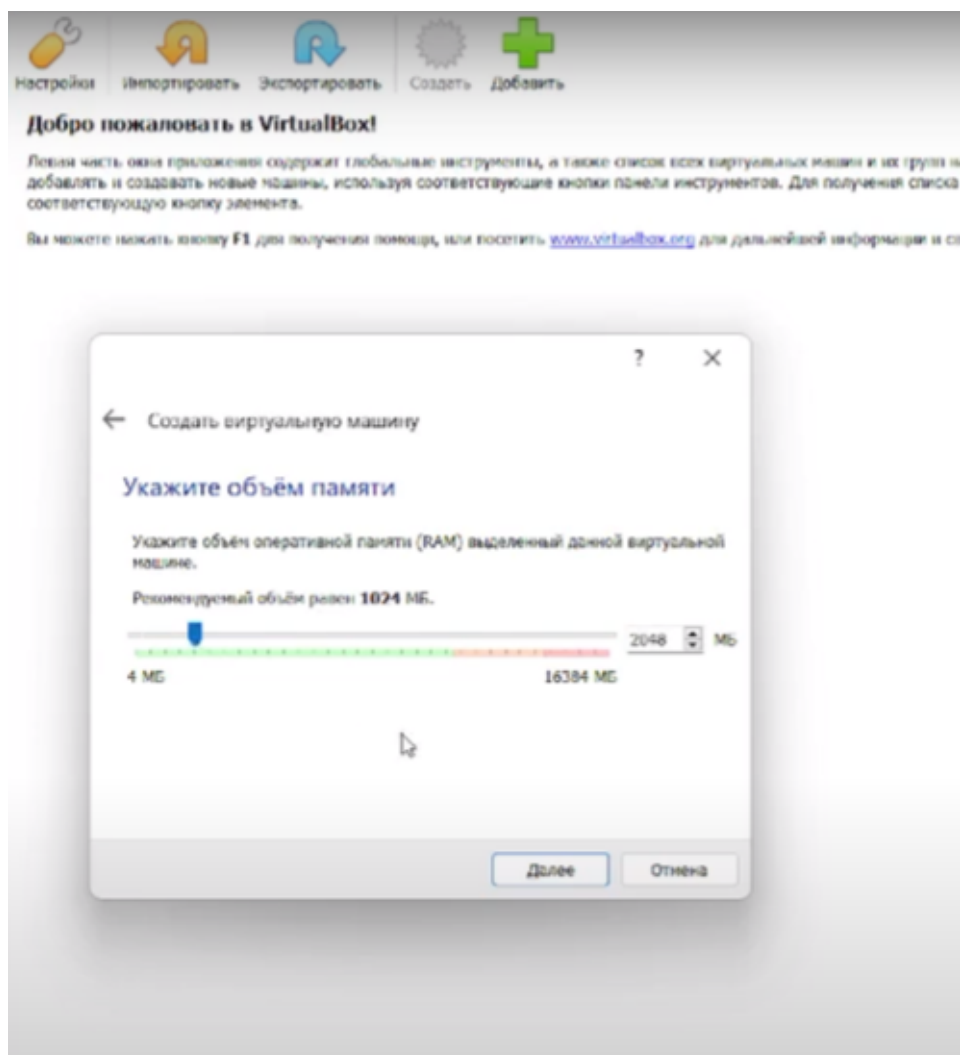 Настройки Импортировать Экспортировать Создать Добавить
Добро пожаловать в VirtualBox!
Левая часть окна приложения содержит глобальные инструменты, а также список всех виртуальных машин и их групп
добавлять и создавать новые машины, используя соответствующие кнопки панели инструментов. Для получения списка
соответствующую кнопку элемента.
Вы можете нажать кнопку F1 для получения помощи, или посетить www.virtualbox.org для дальнейшей информации и
? ×
← Создать виртуальную машину
Укажите объём памяти
Укажите объём оперативной памяти (RAM) выделенный данной виртуальной
машине.
Рекомендуемый объём равен 1024 МБ.
2048 МБ
4 МБ 16384 МБ
Далее Отмена